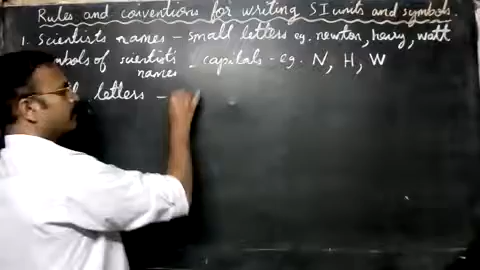 Rules and conventions for writing SI units and symbols.
1. Scientists names - small letters eg. newton, henry, watt
mbols of scientists - capitals - eg. N, H, W
names
ll letters -